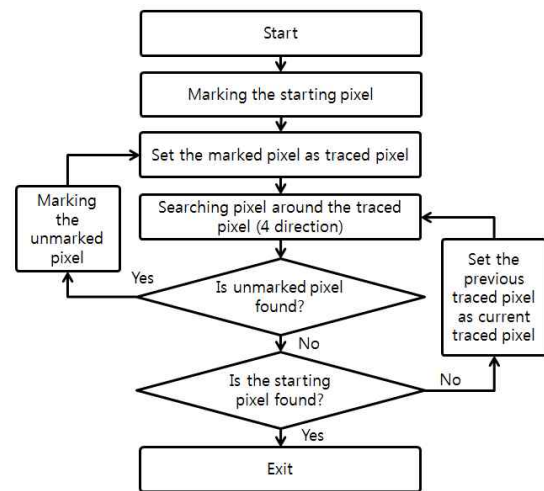 Start
Marking the starting pixel
Set the marked pixel as traced pixel
Marking
the
unmarked
pixel
Searching pixel around the traced
pixel (4 direction)
Set the
previous
traced pixel
as current
traced pixel
Yes
Is unmarked pixel
found?
No
Is the starting
pixel found?
No
Yes
Exit